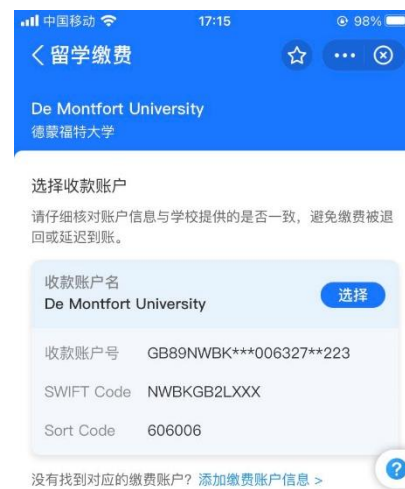 中国移动 17:15 98%
留学缴费
De Montfort University
德蒙福特大学
选择收款账户
请仔细核对账户信息与学校提供的是否一致，避免缴费被退
回或延迟到账。
收款账户名
De Montfort University
选择
收款账户号 GB89NWBK***006327**223
SWIFT Code NWBKGB2LXXX
Sort Code 606006
?
没有找到对应的缴费账户？添加缴费账户信息 >